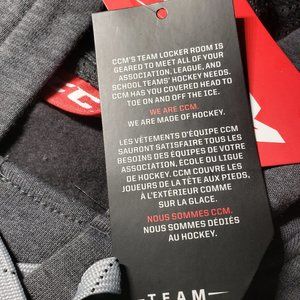 CCM'S TEAM LOCKER ROOM IS
GEARED TO MEET ALL OF YOUR
ASSOCIATION, LEAGUE, AND
SCHOOL TEAMS' HOCKEY NEEDS.
CCM HAS YOU COVERED HEAD TO
TOE ON AND OFF THE ICE.
WE ARE CCM.
WE ARE MADE OF HOCKEY.
LES VÊTEMENTS D'ÉQUIPE CCM
SAURONT SATISFAIRE TOUS LES
BESOINS DES ÉQUIPES DE VOTRE
ASSOCIATION, ÉCOLE OU LIGUE
DE HOCKEY. CCM COUVRE LES
JOUEURS DE LA TÊTE AUX PIEDS,
À L'EXTÉRIEUR COMME
SUR LA GLACE.
NOUS SOMMES CCM.
NOUS SOMMES DÉDIÉS
AU HOCKEY.
TEAM